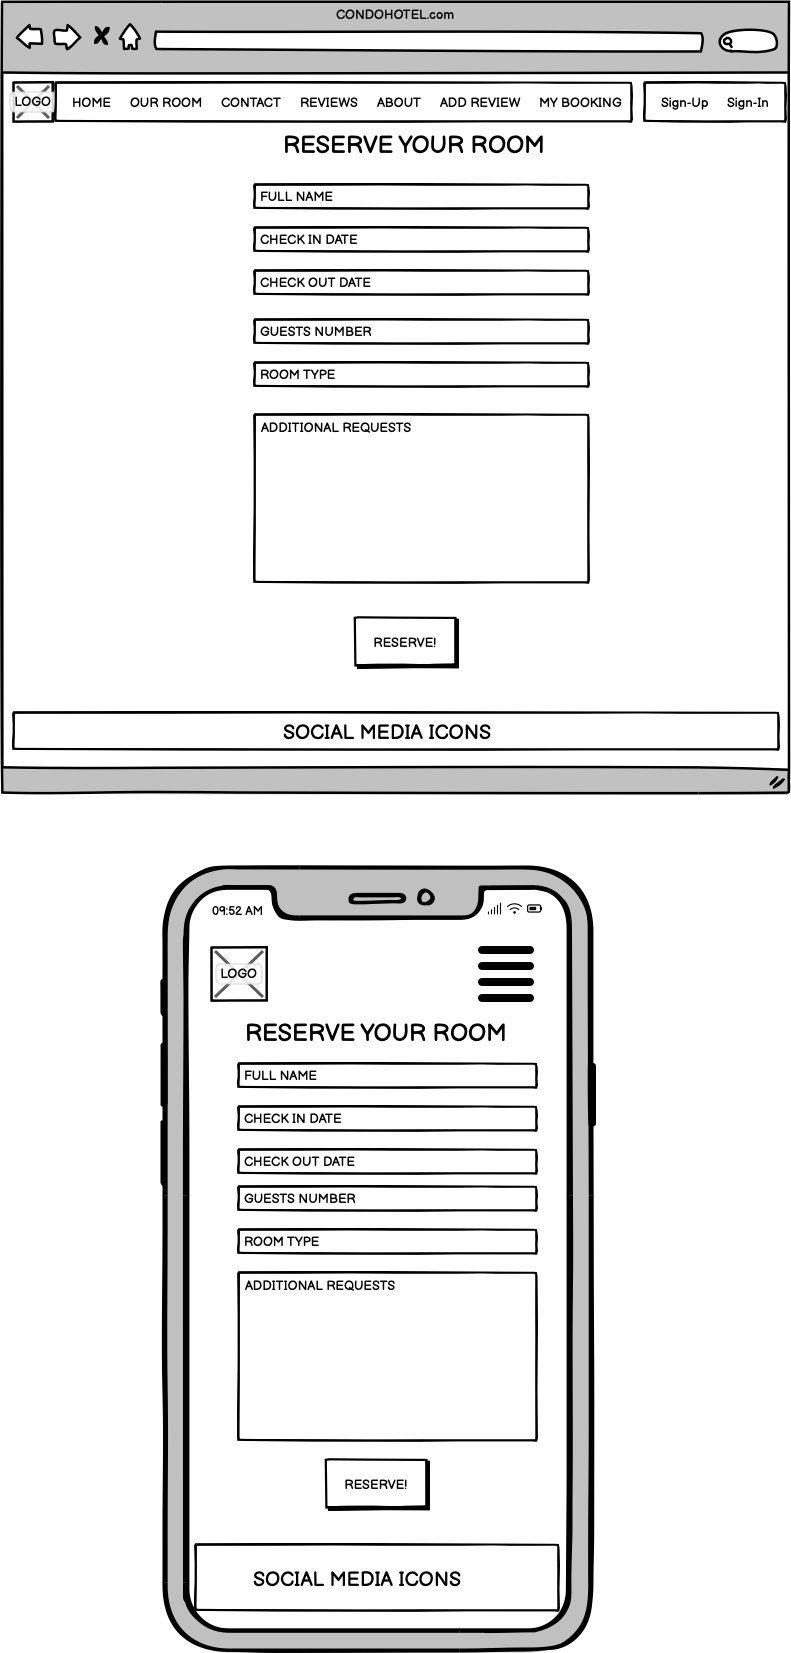 CONDOHOTEL.com
LOGO HOME OUR ROOM CONTACT REVIEWS ABOUT ADD REVIEW MY BOOKING Sign-Up Sign-In
RESERVE YOUR ROOM
FULL NAME
CHECK IN DATE
CHECK OUT DATE
GUESTS NUMBER
ROOM TYPE
ADDITIONAL REQUESTS
RESERVE!
SOCIAL MEDIA ICONS
09:52 AM
LOGO
RESERVE YOUR ROOM
FULL NAME
CHECK IN DATE
CHECK OUT DATE
GUESTS NUMBER
ROOM TYPE
ADDITIONAL REQUESTS
RESERVE!
SOCIAL MEDIA ICONS